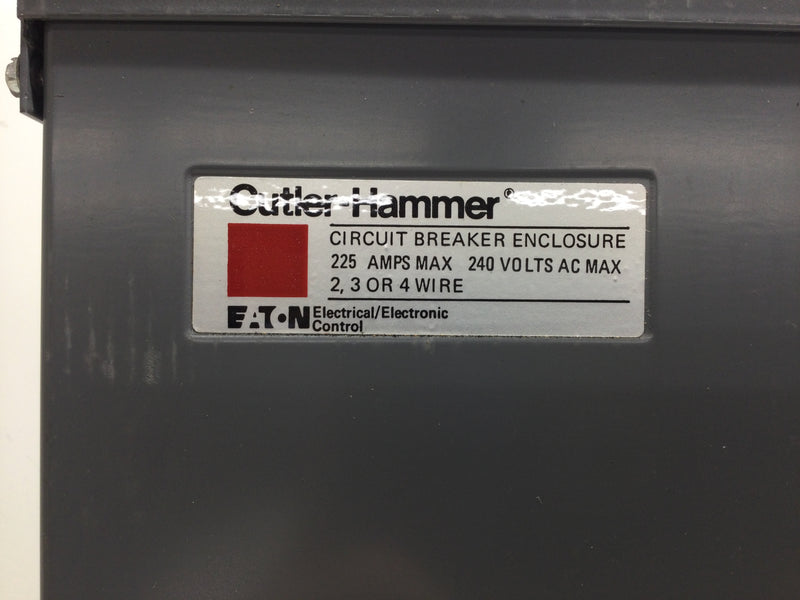 Cutler-Hammer®
CIRCUIT BREAKER ENCLOSURE
225 AMPS MAX 240 VOLTS AC MAX
2, 3 OR 4 WIRE
EATON Electrical/Electronic
Control